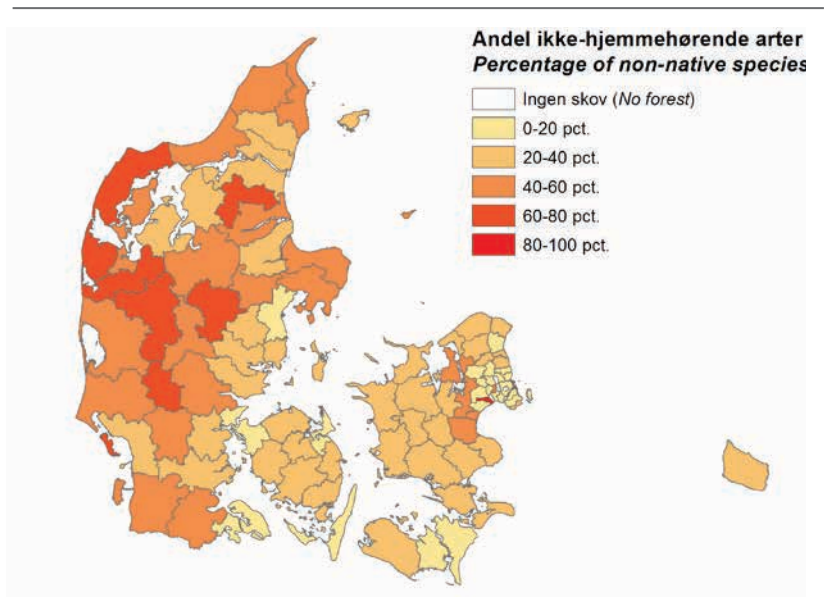 Andel ikke-hjemmehørende arter
Percentage of non-native species
Ingen skov (No forest)
0-20 pct.
20-40 pct.
40-60 pct.
60-80 pct.
80-100 pct.